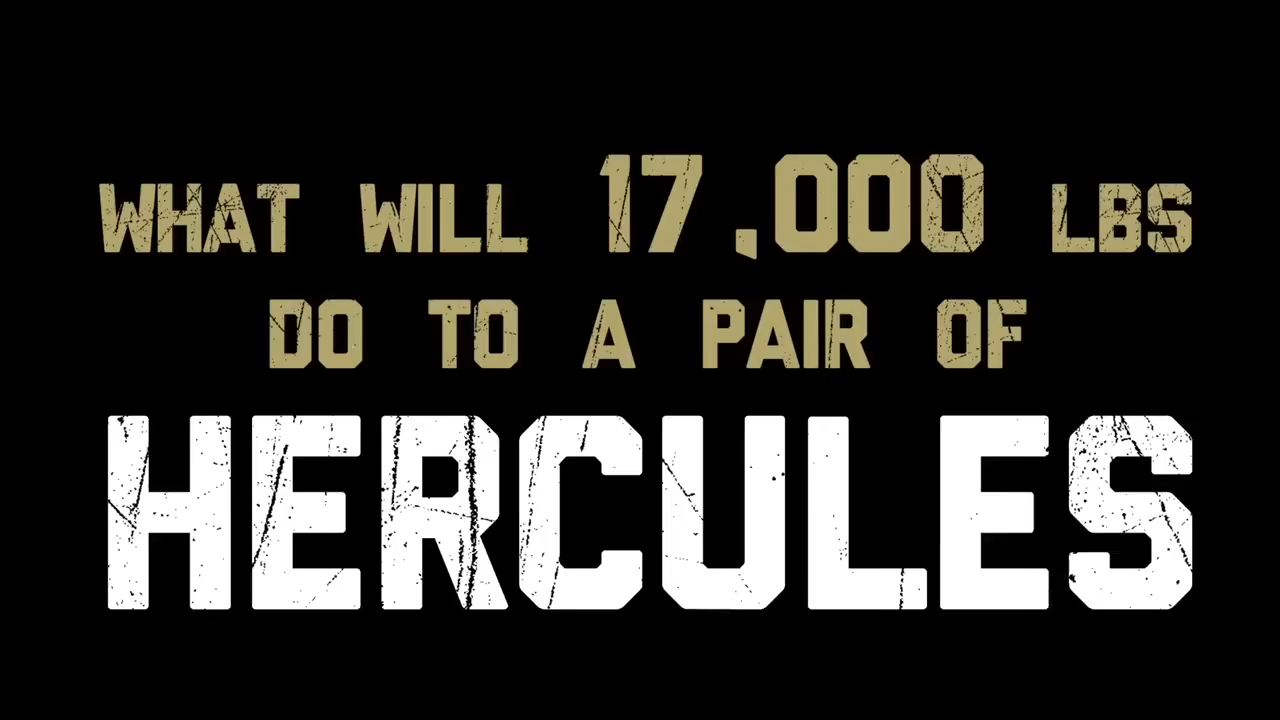 WHAT WILL 17,000 LBS
DO TO A PAIR OF
HERCULES